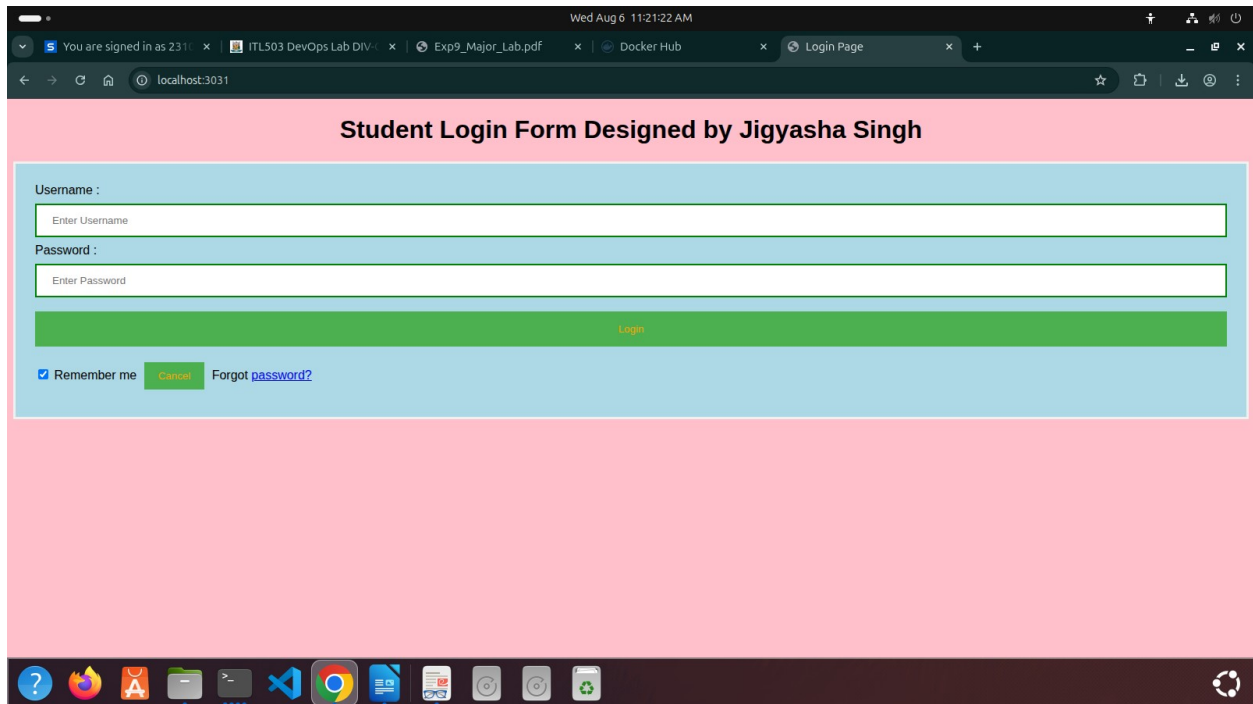 Wed Aug 6 11:21:22 AM
You are signed in as 231
ITL503 DevOps Lab DIV-
Exp9_Major_Lab.pdf
Docker Hub
Login Page
localhost:3031
Student Login Form Designed by Jigyasha Singh
Username :
Enter Username
Password :
Enter Password
Login
Remember me Cancel Forgot password?